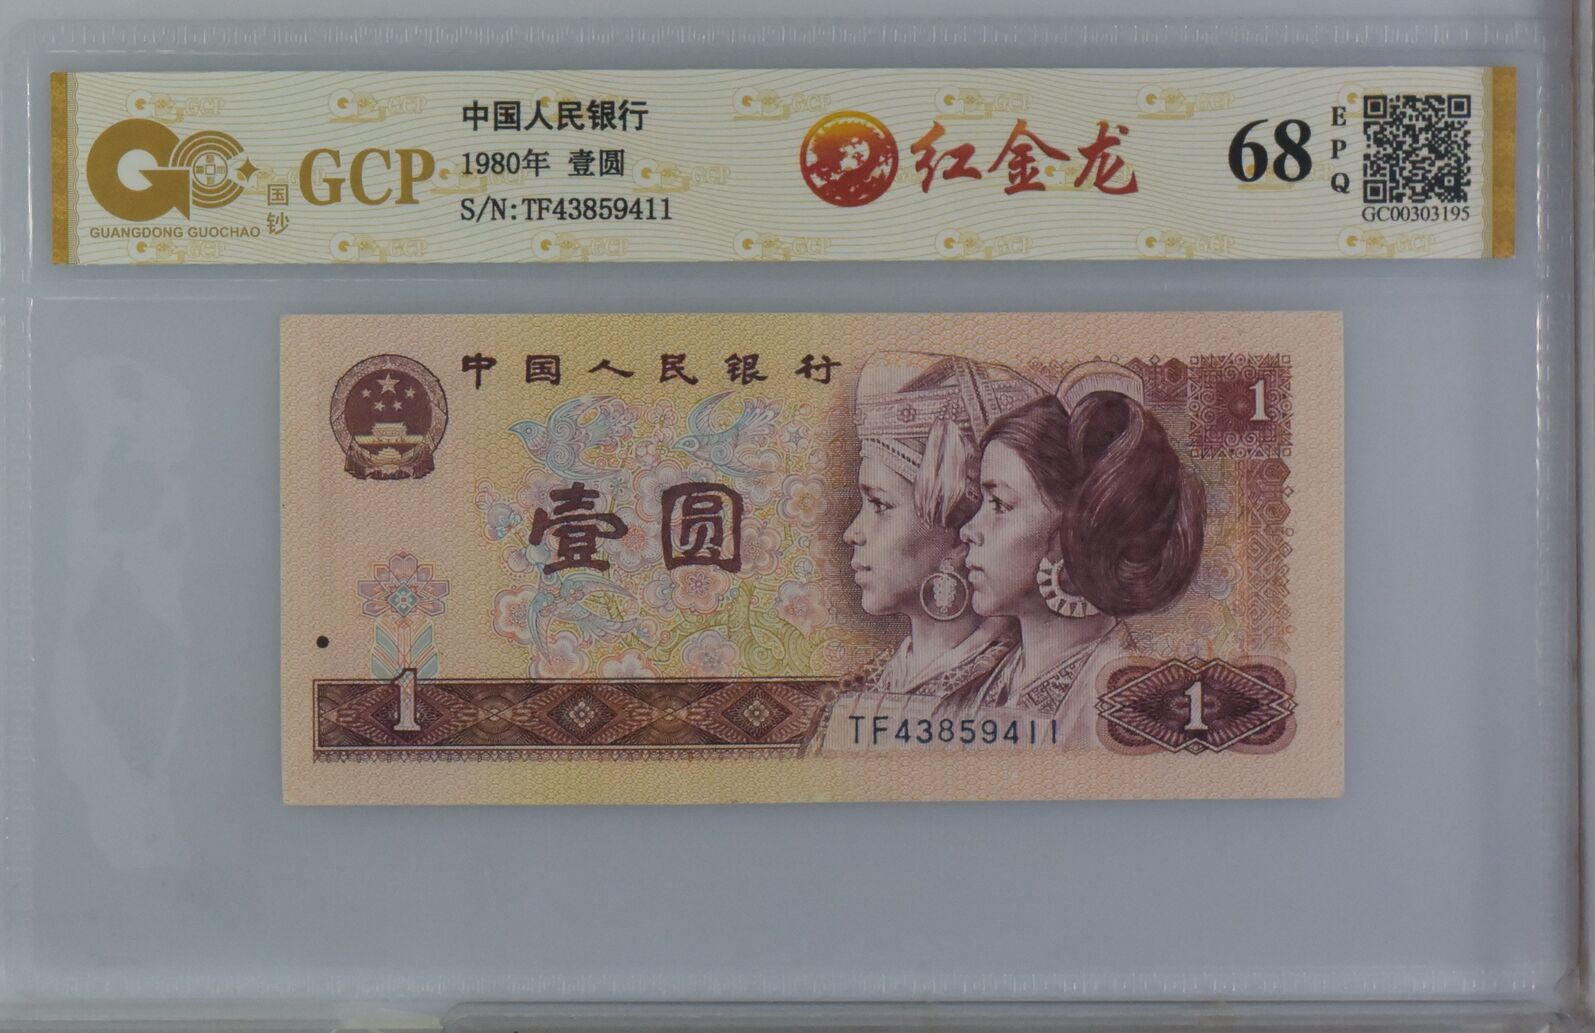 GCP
国钞
GUANGDONG GUOCHAO
中国人民银行
1980年 壹圆
S/N:TF43859411
红金龙
68
EPQ
GC00303195
中国人民银行
1
壹圆
1
TF43859411
1